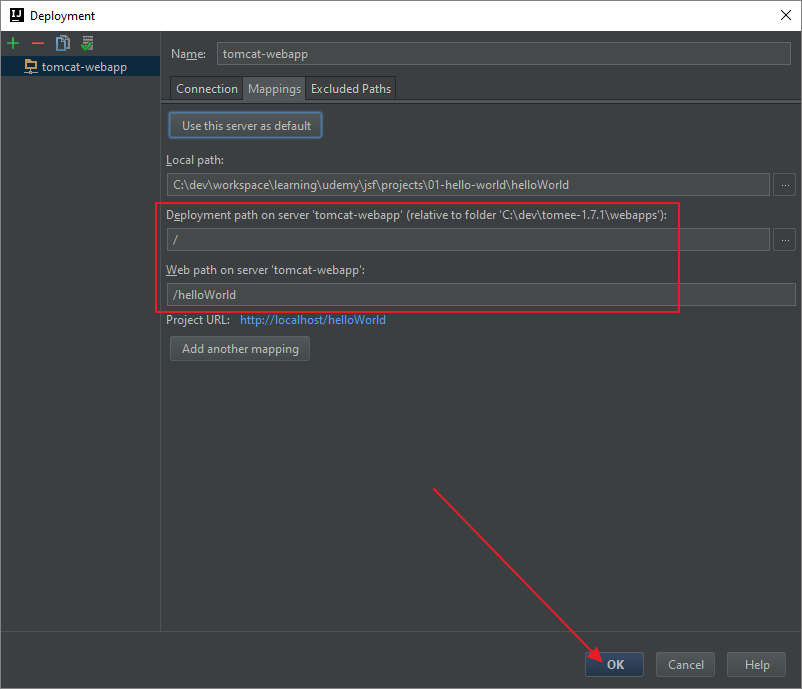 Deployment
tomcat-webapp
Name: tomcat-webapp
Connection Mappings Excluded Paths
Use this server as default
Local path:
C:\dev\workspace\learning\udemy\jsf\projects\01-hello-world\helloWorld ...
Deployment path on server 'tomcat-webapp' (relative to folder 'C:\dev\tomee-1.7.1\webapps'):
/ ...
Web path on server 'tomcat-webapp':
/helloWorld
Project URL: http://localhost/helloWorld
Add another mapping
OK Cancel Help